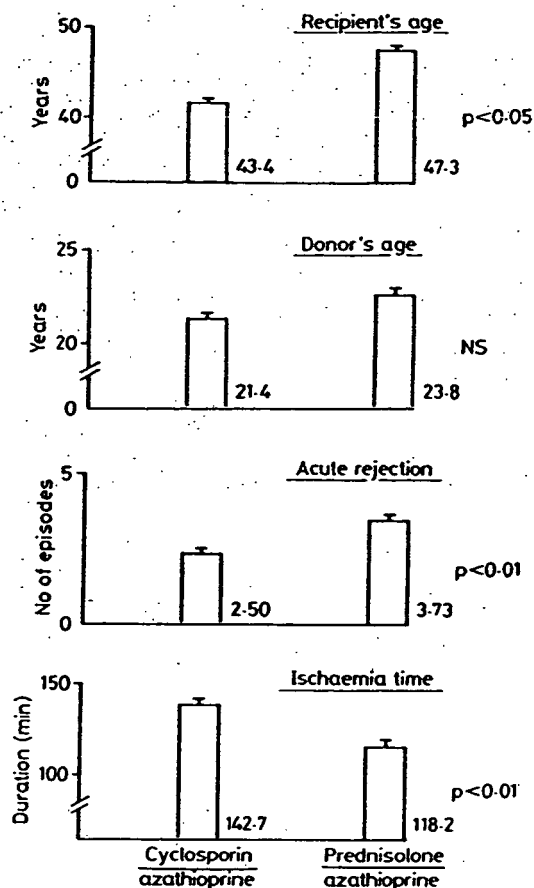 Recipient's age
50
40
0
Years
43·4
47·3
p<0·05
Donor's age
25
20
0
Years
21·4
23·8
NS
Acute rejection
5
0
No of episodes
2·50
3·73
p<0·01
Ischaemia time
150
100
Duration (min)
142·7
118·2
p<0·01
Cyclosporin
azathioprine
Prednisolone
azathioprine